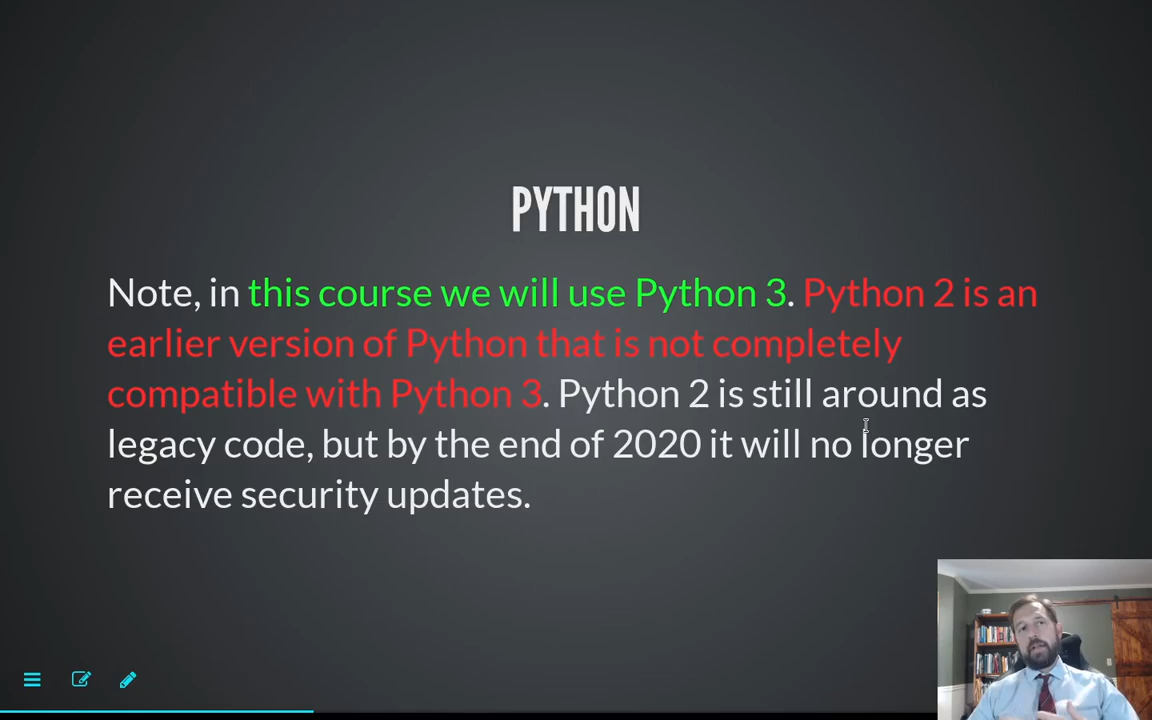 PYTHON
Note, in this course we will use Python 3. Python 2 is an
earlier version of Python that is not completely
compatible with Python 3. Python 2 is still around as
legacy code, but by the end of 2020 it will no longer
receive security updates.